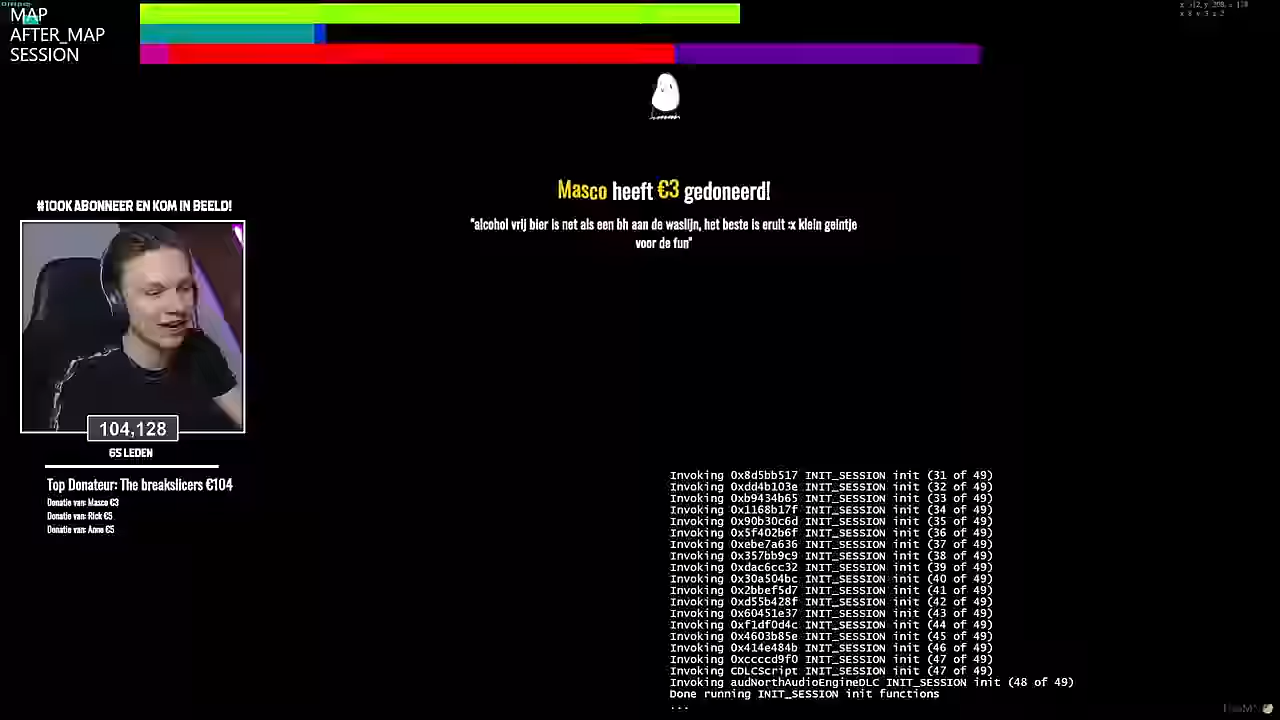 MAP
AFTER_MAP
SESSION
Masco heeft €3 gedoneerd!
"alcohol vrij bier is net als een bh aan de waslijn, het beste is eruit :x klein geintje
voor de fun"
#100K ABONNEER EN KOM IN BEELD!
104,128
65 LEDEN
Top Donateur: The breakslicers €104
Donatie van: Masco €3
Donatie van: Rick €5
Donatie van: Anne €5
Invoking 0x8d5bb517 INIT_SESSION init (31 of 49)
Invoking 0xdd4b103e INIT_SESSION init (32 of 49)
Invoking 0xb9434b65 INIT_SESSION init (33 of 49)
Invoking 0x1168b17f INIT_SESSION init (34 of 49)
Invoking 0x90b30c6d INIT_SESSION init (35 of 49)
Invoking 0x5f402b6f INIT_SESSION init (36 of 49)
Invoking 0xebe7a636 INIT_SESSION init (37 of 49)
Invoking 0x357bb9c9 INIT_SESSION init (38 of 49)
Invoking 0xdac6cc32 INIT_SESSION init (39 of 49)
Invoking 0x30a504bc INIT_SESSION init (40 of 49)
Invoking 0x2bbef5d7 INIT_SESSION init (41 of 49)
Invoking 0xd55b428f INIT_SESSION init (42 of 49)
Invoking 0x60451e37 INIT_SESSION init (43 of 49)
Invoking 0xf1df0d4c INIT_SESSION init (44 of 49)
Invoking 0x4603b85e INIT_SESSION init (45 of 49)
Invoking 0x414e484b INIT_SESSION init (46 of 49)
Invoking 0xccccd9f0 INIT_SESSION init (47 of 49)
Invoking CDLCScript INIT_SESSION init (47 of 49)
Invoking audNorthAudioEngineDLC INIT_SESSION init (48 of 49)
Done running INIT_SESSION init functions
...